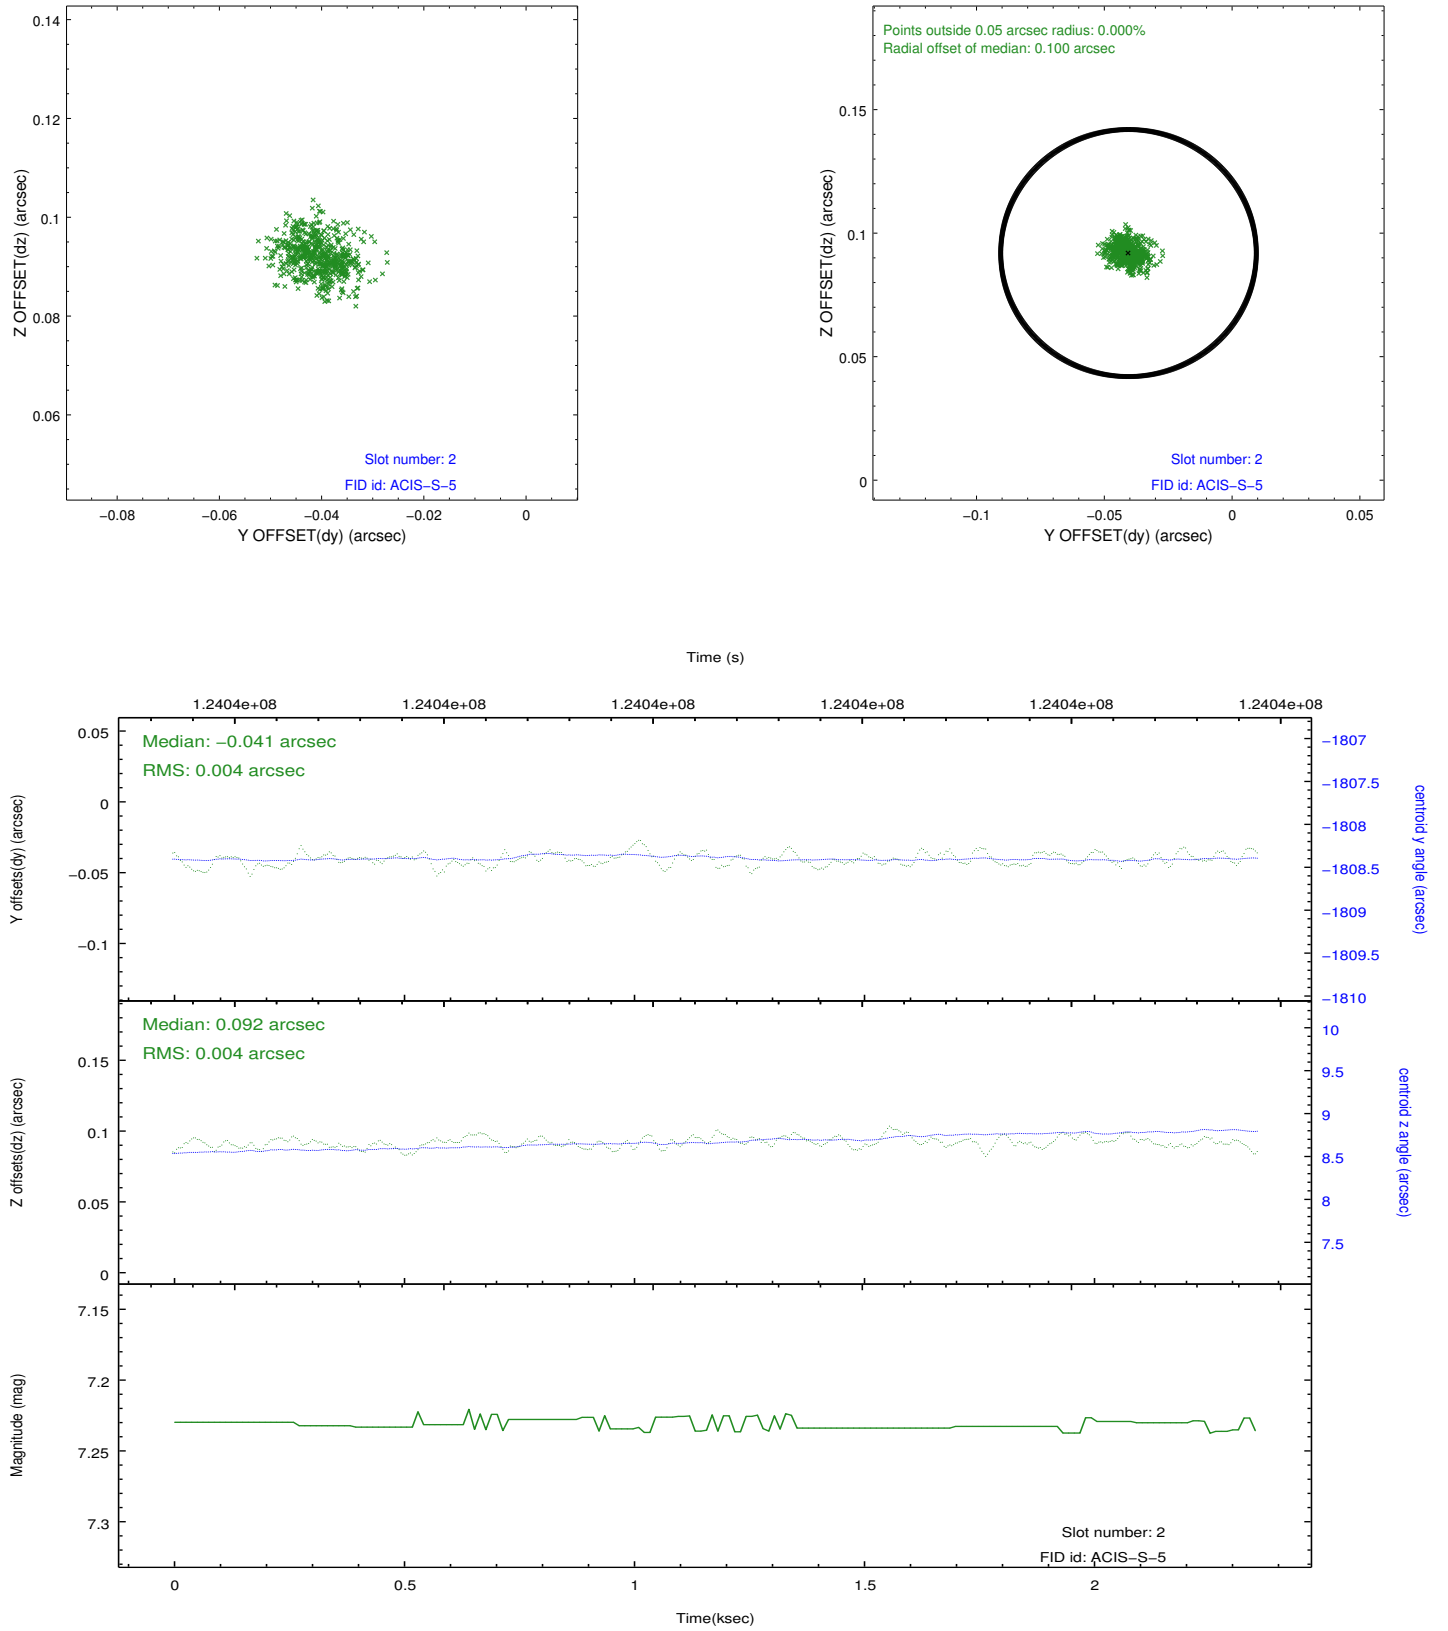 0.14
0.12
0.1
0.08
0.06
Z OFFSET(dz) (arcsec)
Slot number: 2
FID id: ACIS−S−5
−0.08
−0.06
−0.04
−0.02
0
Y OFFSET(dy) (arcsec)
Points outside 0.05 arcsec radius: 0.000%
Radial offset of median: 0.100 arcsec
0.15
0.1
0.05
0
Z OFFSET(dz) (arcsec)
Slot number: 2
FID id: ACIS−S−5
−0.1
−0.05
0
0.05
Y OFFSET(dy) (arcsec)
Time (s)
1.2404e+08
1.2404e+08
1.2404e+08
1.2404e+08
1.2404e+08
1.2404e+08
Median: −0.041 arcsec
RMS: 0.004 arcsec
0.05
0
−0.05
−0.1
Y offsets(dy) (arcsec)
−1807
−1807.5
−1808
−1808.5
−1809
−1809.5
−1810
centroid y angle (arcsec)
Median: 0.092 arcsec
RMS: 0.004 arcsec
0.15
0.1
0.05
0
Z offsets(dz) (arcsec)
10
9.5
9
8.5
8
7.5
centroid z angle (arcsec)
7.15
7.2
7.25
7.3
Magnitude (mag)
Slot number: 2
FID id: ACIS−S−5
0
0.5
1
1.5
2
Time(ksec)